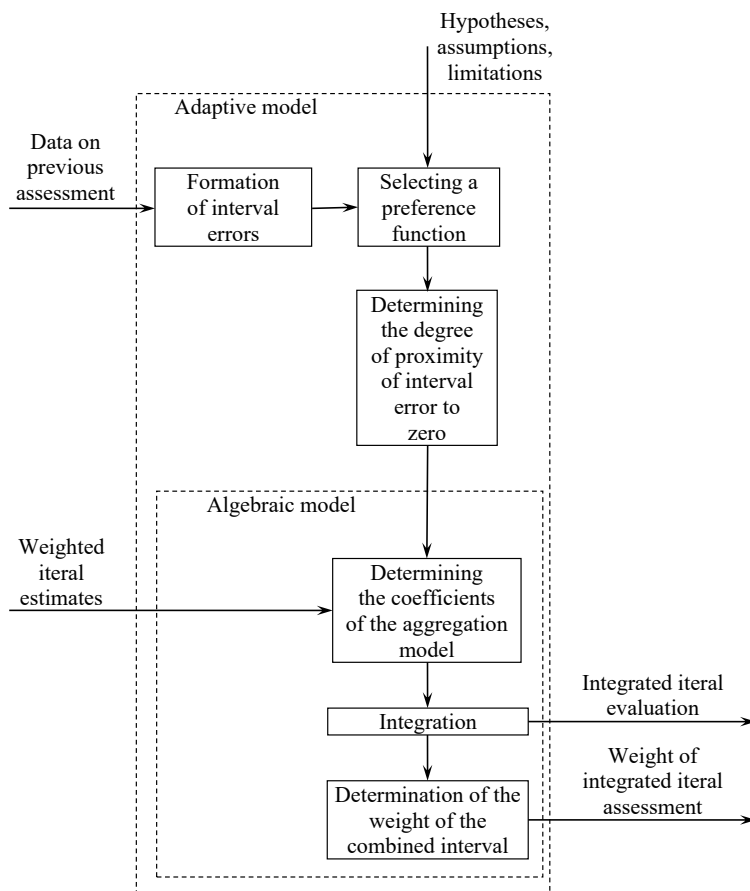 Hypotheses,
assumptions,
limitations
Adaptive model
Data on
previous
assessment
Formation
of interval
errors
Selecting a
preference
function
Determining
the degree
of proximity
of interval
error to
zero
Algebraic model
Weighted
iteral
estimates
Determining
the coefficients
of the aggregation
model
Integration
Integrated iteral
evaluation
Determination of the
weight of the
combined interval
Weight of
integrated iteral
assessment